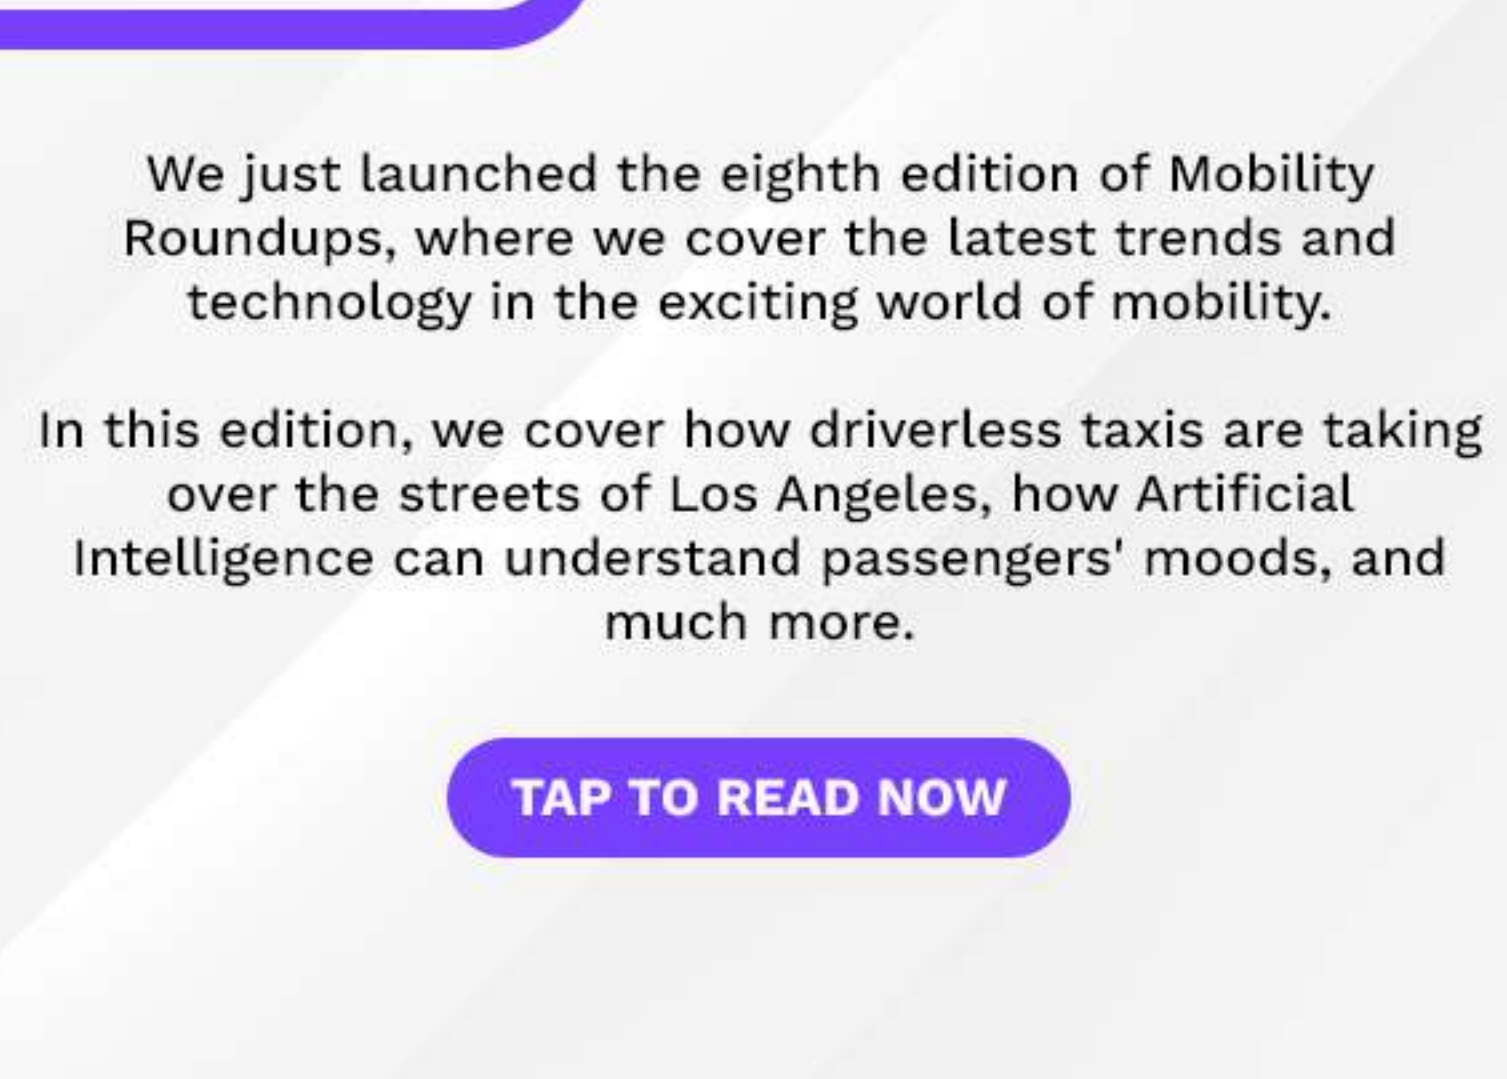 We just launched the eighth edition of Mobility
Roundups, where we cover the latest trends and
technology in the exciting world of mobility.
In this edition, we cover how driverless taxis are taking
over the streets of Los Angeles, how Artificial
Intelligence can understand passengers' moods, and
much more.
TAP TO READ NOW